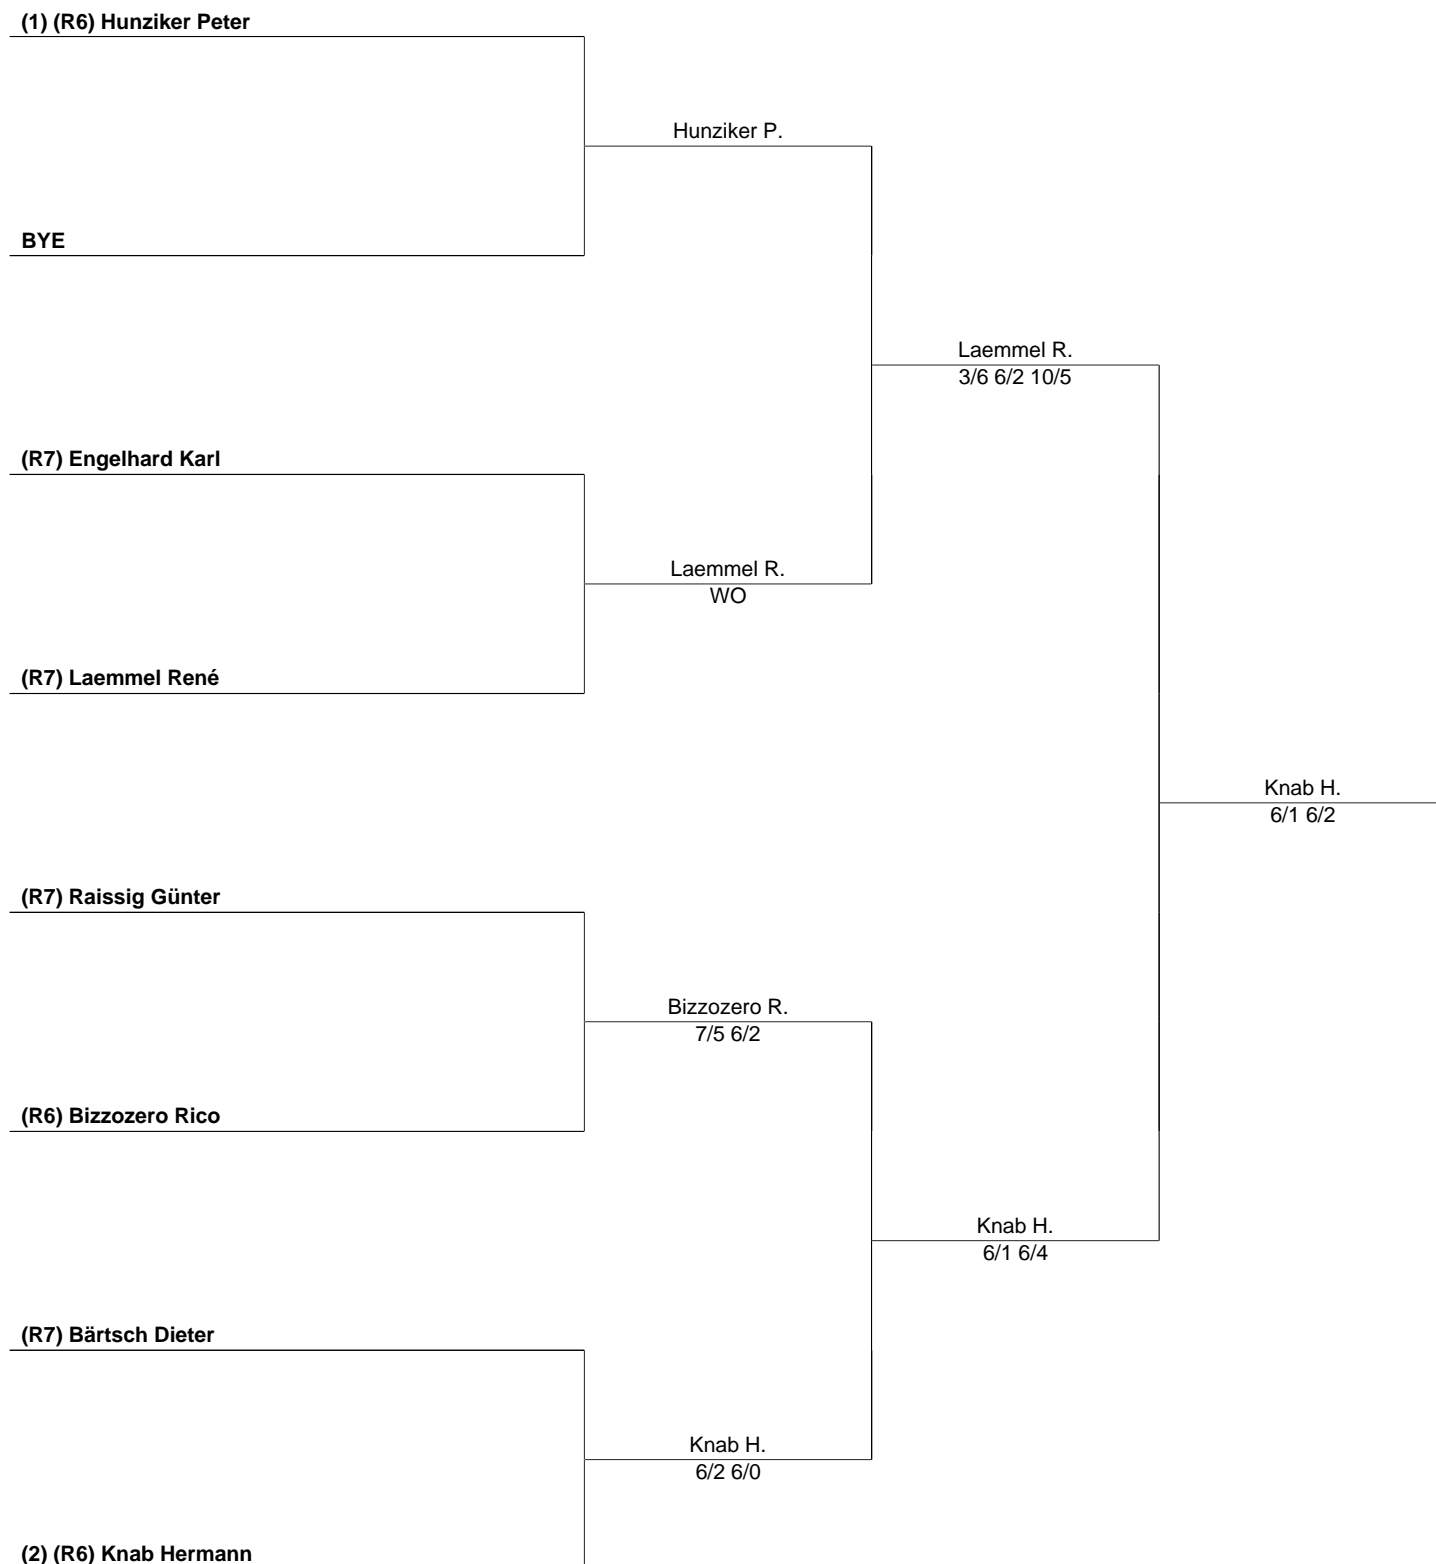 (1) (R6) Hunziker Peter
Hunziker P.
BYE
Laemmel R.
3/6 6/2 10/5
(R7) Engelhard Karl
Laemmel R.
WO
(R7) Laemmel René
Knab H.
6/1 6/2
(R7) Raissig Günter
Bizzozero R.
7/5 6/2
(R6) Bizzozero Rico
Knab H.
6/1 6/4
(R7) Bärtsch Dieter
Knab H.
6/2 6/0
(2) (R6) Knab Hermann